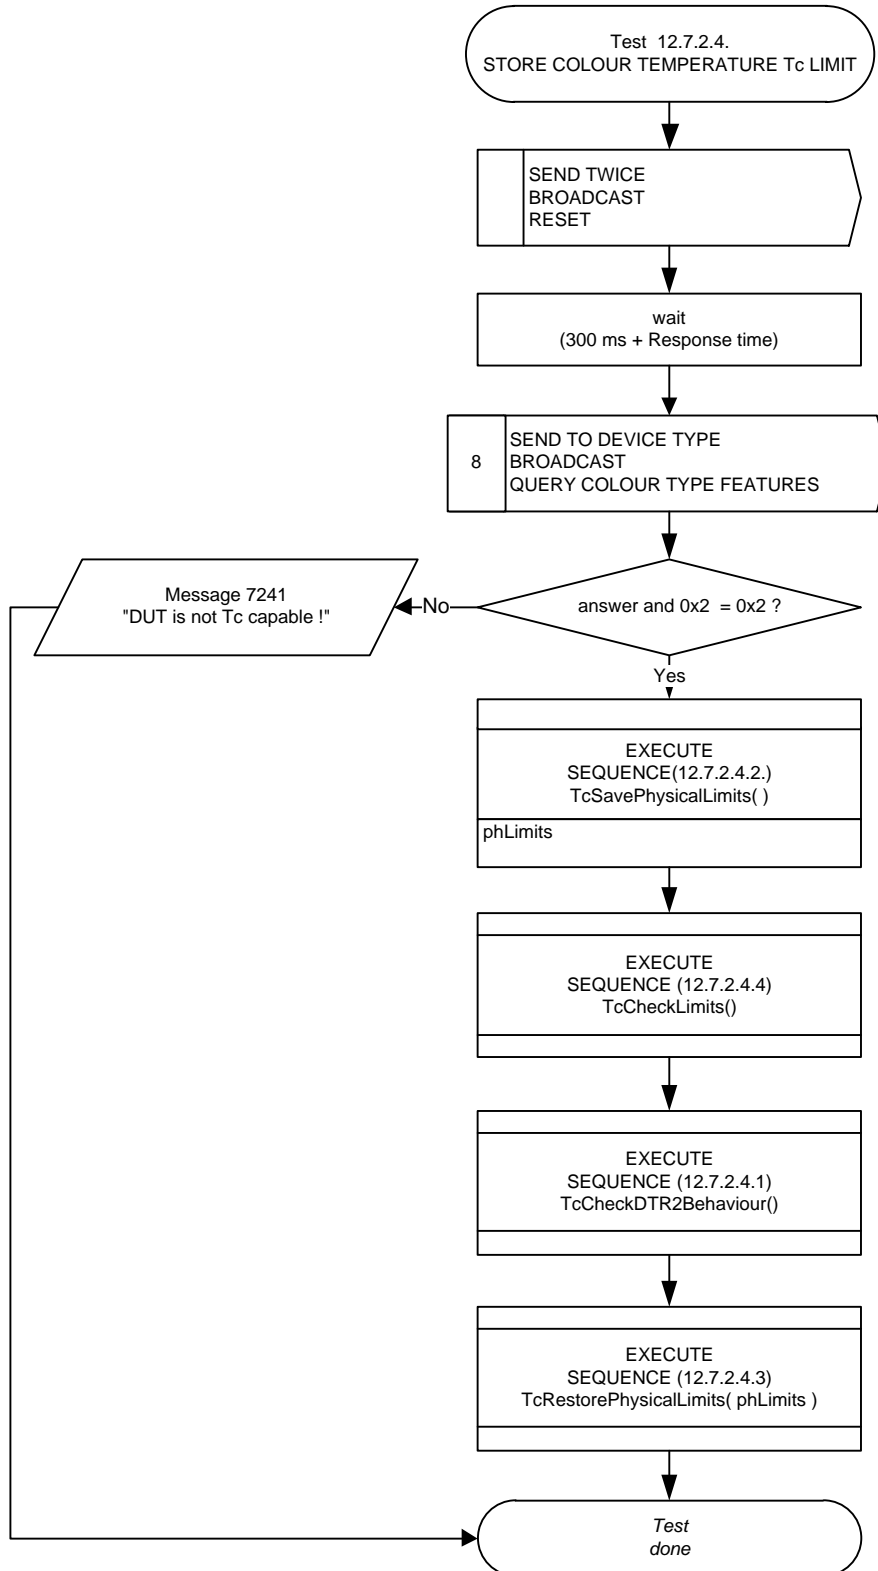 Test 12.7.2.4.
STORE COLOUR TEMPERATURE Tc LIMIT
SEND TWICE
BROADCAST
RESET
wait
(300 ms + Response time)
8
SEND TO DEVICE TYPE
BROADCAST
QUERY COLOUR TYPE FEATURES
answer and 0x2 = 0x2 ?
No
Message 7241
"DUT is not Tc capable !"
Yes
EXECUTE
SEQUENCE(12.7.2.4.2.)
TcSavePhysicalLimits( )
phLimits
EXECUTE
SEQUENCE (12.7.2.4.4)
TcCheckLimits()
EXECUTE
SEQUENCE (12.7.2.4.1)
TcCheckDTR2Behaviour()
EXECUTE
SEQUENCE (12.7.2.4.3)
TcRestorePhysicalLimits( phLimits )
Test
done